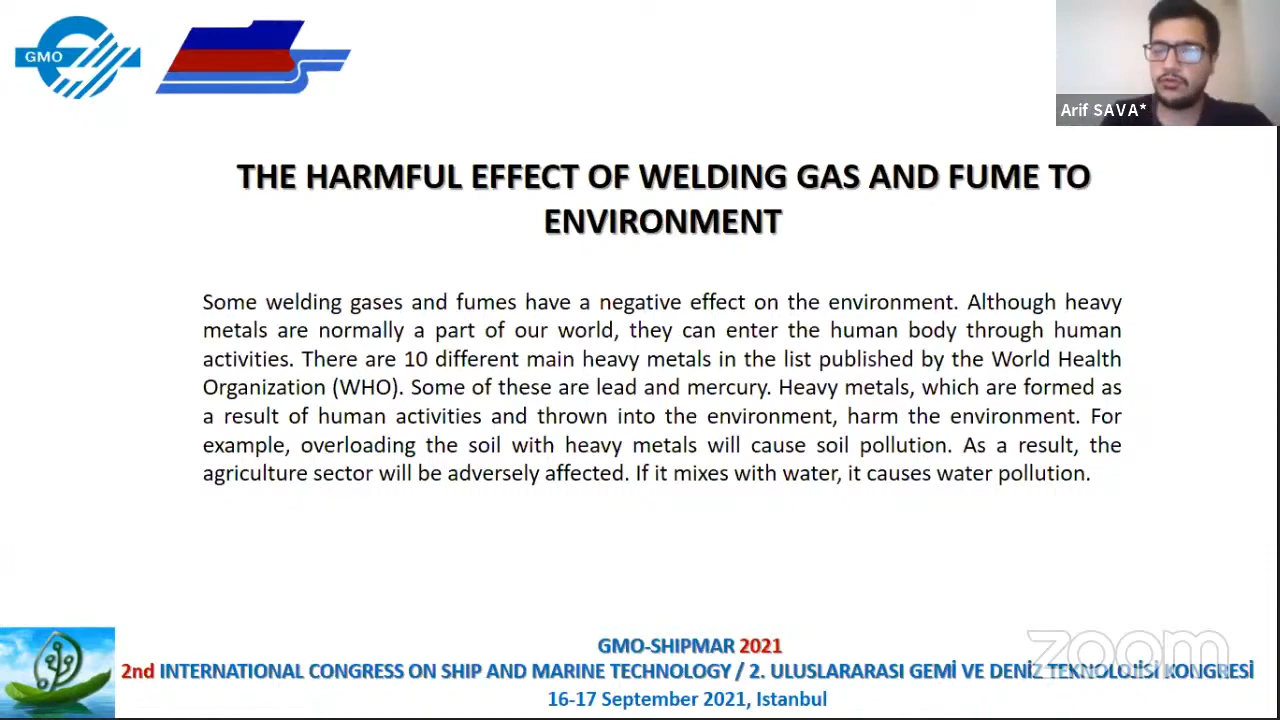 GMO
Arif SAVA*
THE HARMFUL EFFECT OF WELDING GAS AND FUME TO
ENVIRONMENT
Some welding gases and fumes have a negative effect on the environment. Although heavy
metals are normally a part of our world, they can enter the human body through human
activities. There are 10 different main heavy metals in the list published by the World Health
Organization (WHO). Some of these are lead and mercury. Heavy metals, which are formed as
a result of human activities and thrown into the environment, harm the environment. For
example, overloading the soil with heavy metals will cause soil pollution. As a result, the
agriculture sector will be adversely affected. If it mixes with water, it causes water pollution.
GMO-SHIPMAR 2021
2nd INTERNATIONAL CONGRESS ON SHIP AND MARINE TECHNOLOGY / 2. ULUSLARARASI GEMİ VE DENİZ TEKNOLOJİSİ KONGRESİ
16-17 September 2021, Istanbul
zoom